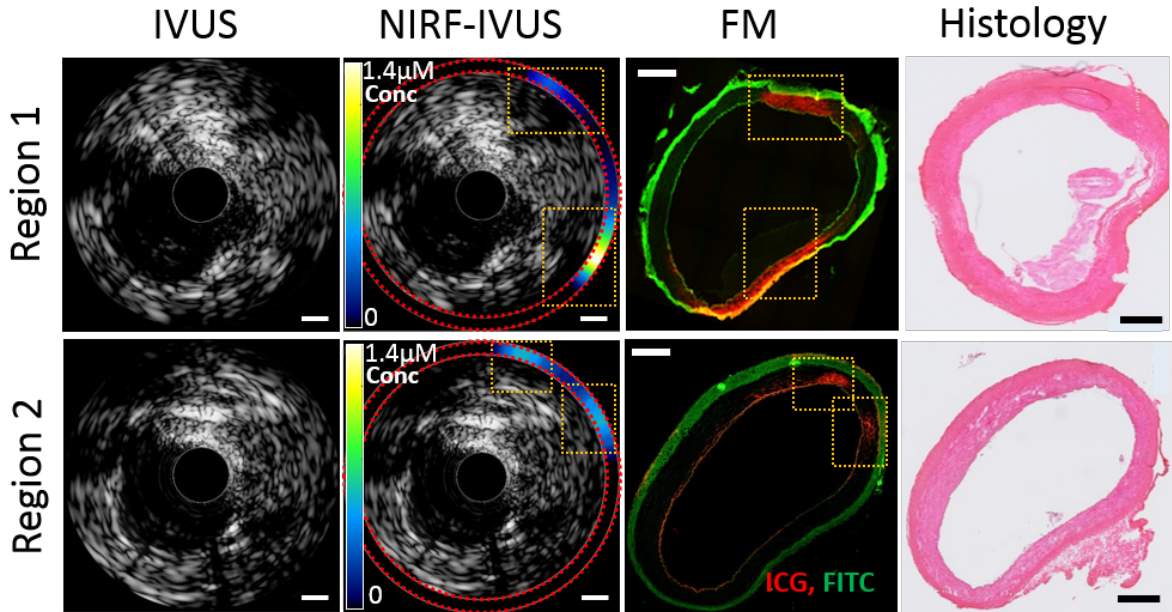 IVUS
NIRF-IVUS
FM
Histology
Region 1
1.4μM
Conc
0
Region 2
1.4μM
Conc
0
ICG, FITC